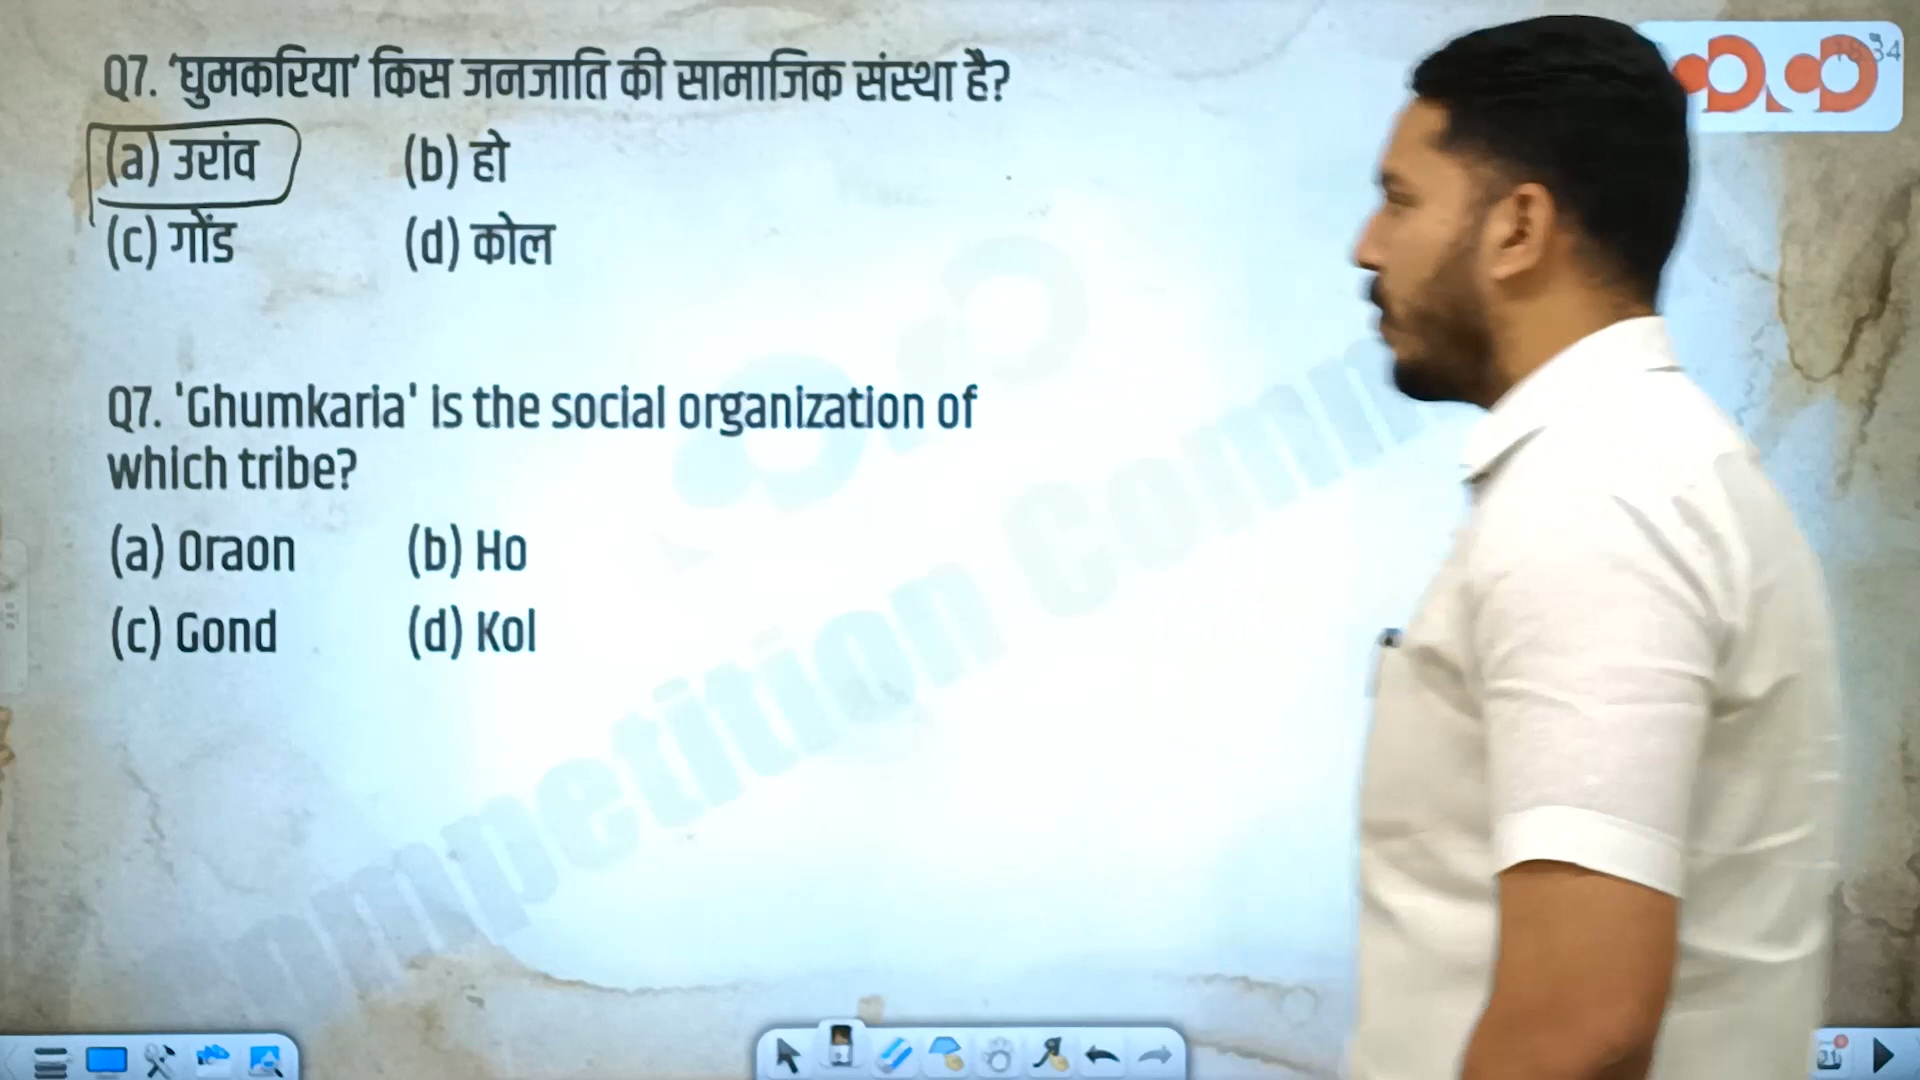 Q7. 'घुमकरिया' किस जनजाति की सामाजिक संस्था है?
(a) उरांव (b) हो
(c) गोंड (d) कोल
Q7. 'Ghumkaria' is the social organization of
which tribe?
(a) Oraon (b) Ho
(c) Gond (d) Kol